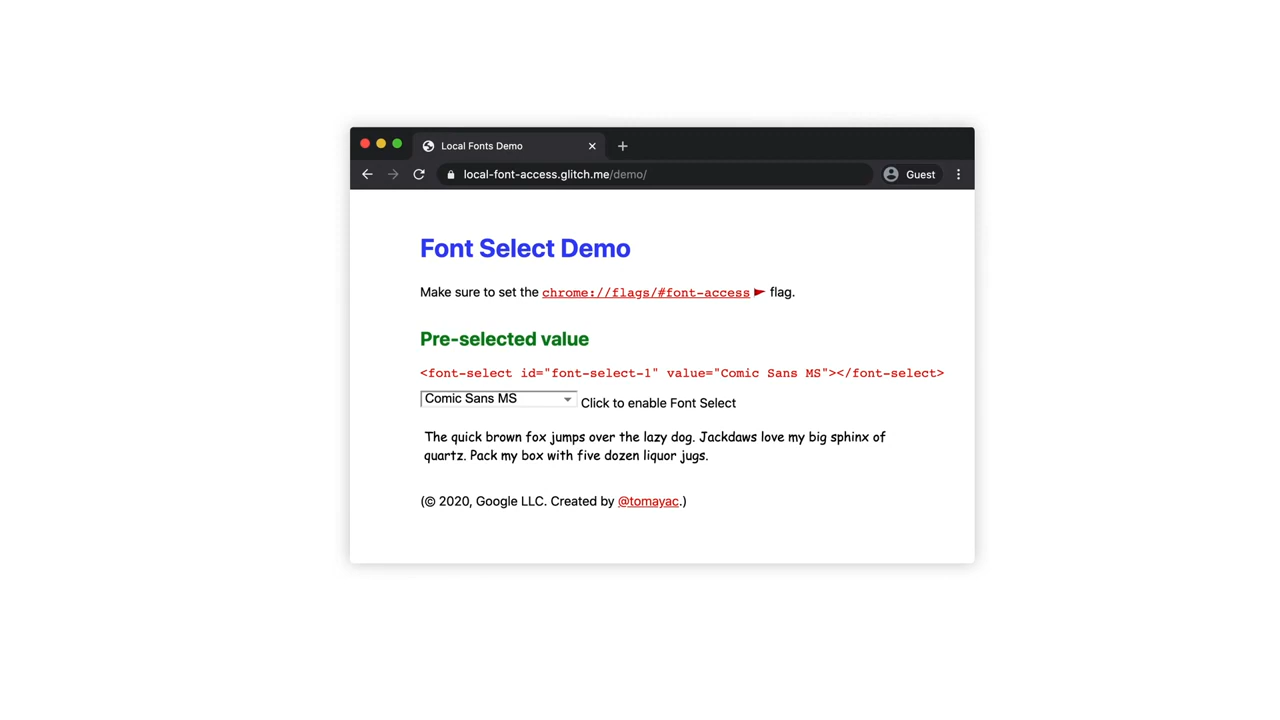 Local Fonts Demo
local-font-access.glitch.me/demo/
Guest
Font Select Demo
Make sure to set the chrome://flags/#font-access flag.
Pre-selected value
<font-select id="font-select-1" value="Comic Sans MS"></font-select>
Comic Sans MS Click to enable Font Select
The quick brown fox jumps over the lazy dog. Jackdaws love my big sphinx of
quartz. Pack my box with five dozen liquor jugs.
(© 2020, Google LLC. Created by @tomayac.)